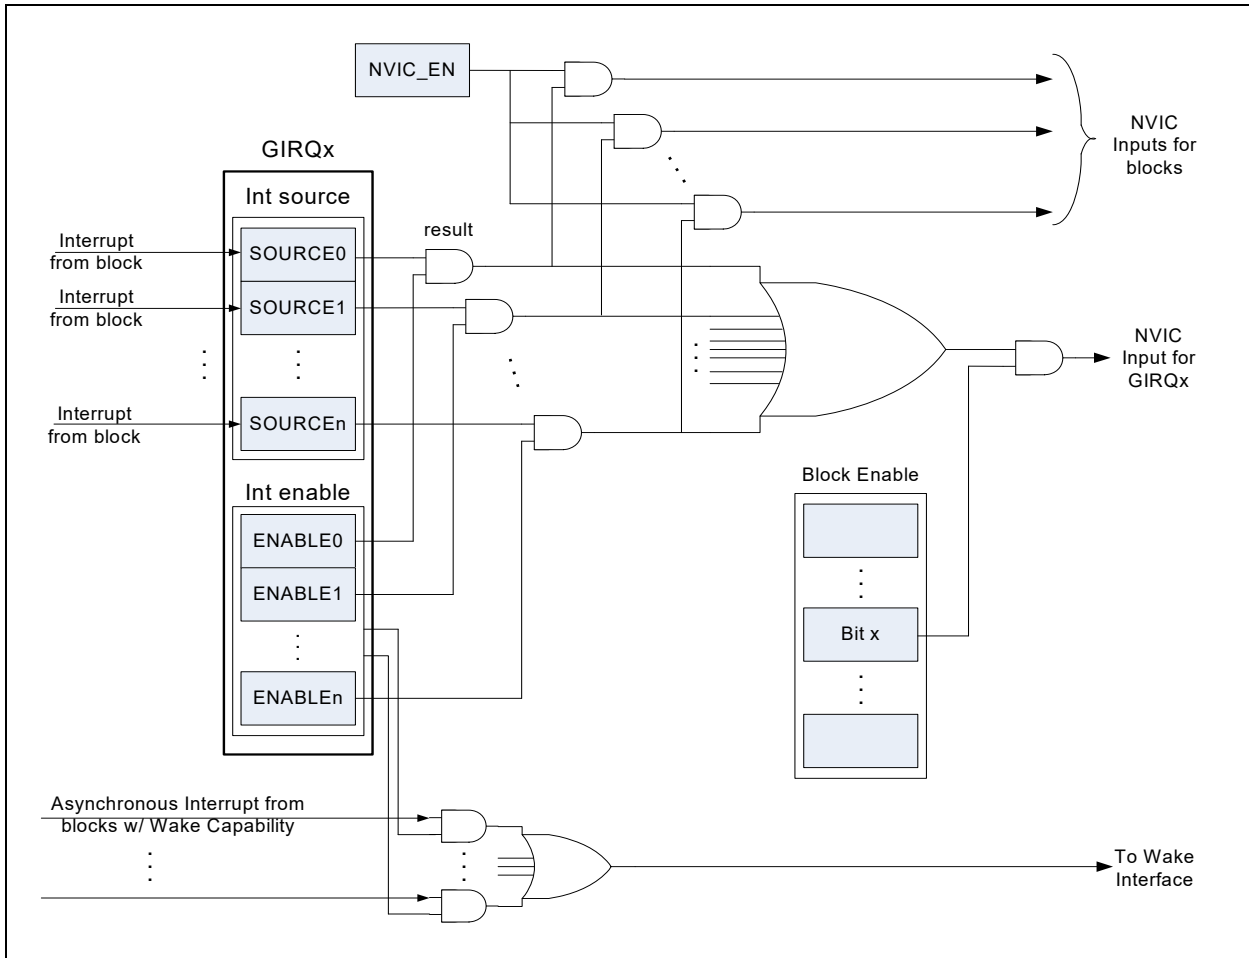 NVIC_EN
NVIC
Inputs for
blocks
GIRQx
Int source
result
Interrupt
from block
SOURCE0
Interrupt
from block
SOURCE1
NVIC
Input for
GIRQx
Interrupt
from block
SOURCEn
Block Enable
Int enable
ENABLE0
ENABLE1
Bit x
ENABLEn
Asynchronous Interrupt from
blocks w/ Wake Capability
To Wake
Interface